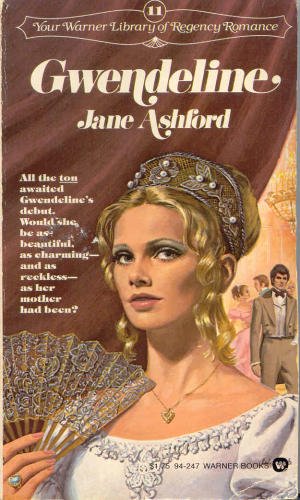 11
Your Warner Library of Regency Romance
Gwendeline
Jane Ashford
All the ton
awaited
Gwendeline's
debut.
Would she
be as
beautiful,
as charming—
and as
reckless—
as her
mother
had been?
$1.75 94-247 WARNER BOOKS